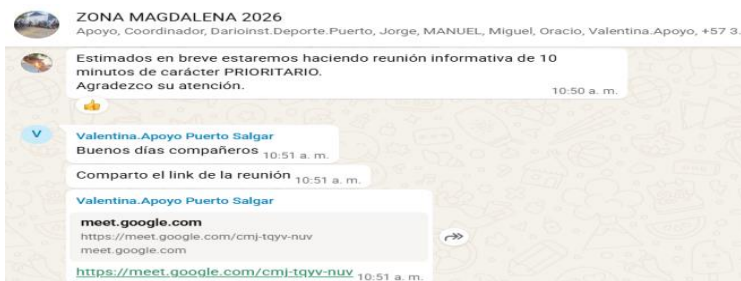 ZONA MAGDALENA 2026
Apoyo, Coordinador, Darioinst.Deporte.Puerto, Jorge, MANUEL, Miguel, Oracio, Valentina.Apoyo, +57 3.
Estimados en breve estaremos haciendo reunión informativa de 10
minutos de carácter PRIORITARIO.
Agradezco su atención.
10:50 a. m.
V
Valentina.Apoyo Puerto Salgar
Buenos días compañeros 10:51 a. m.
Comparto el link de la reunión 10:51 a. m.
Valentina.Apoyo Puerto Salgar
meet.google.com
https://meet.google.com/cmj-tqyv-nuv
meet.google.com
https://meet.google.com/cmj-tqyv-nuv 10:51 a. m.